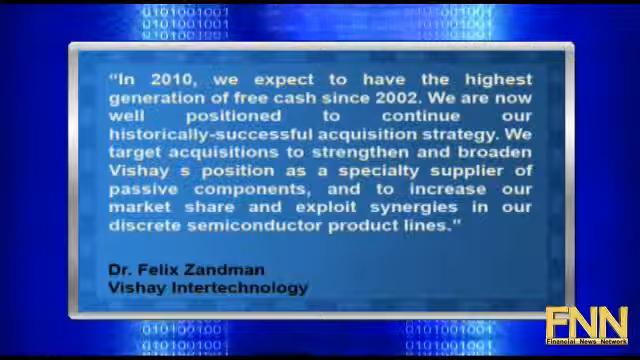 0101001001
0101001001
"In 2010, we expect to have the highest
generation of free cash since 2002. We are now
well positioned to continue our
historically-successful acquisition strategy. We
target acquisitions to strengthen and broaden
Vishay s position as a specialty supplier of
passive components, and to increase our
market share and exploit synergies in our
discrete semiconductor product lines."
Dr. Felix Zandman
Vishay Intertechnology
FNN
Financial News Network
0101001001